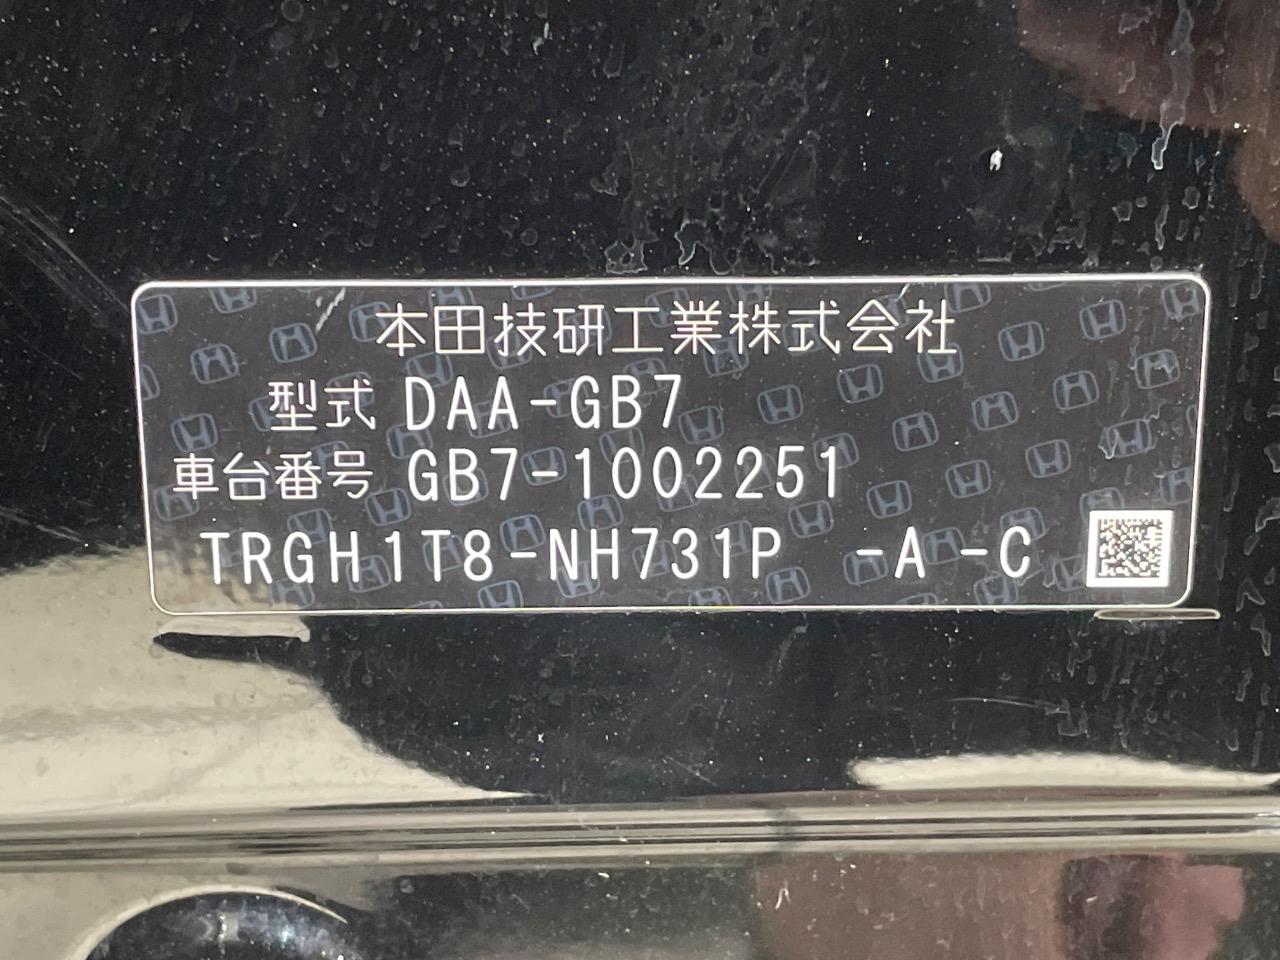 本田技研工業株式会社
型式 DAA-GB7
車台番号 GB7-1002251
TRGH1T8-NH731P -A -C